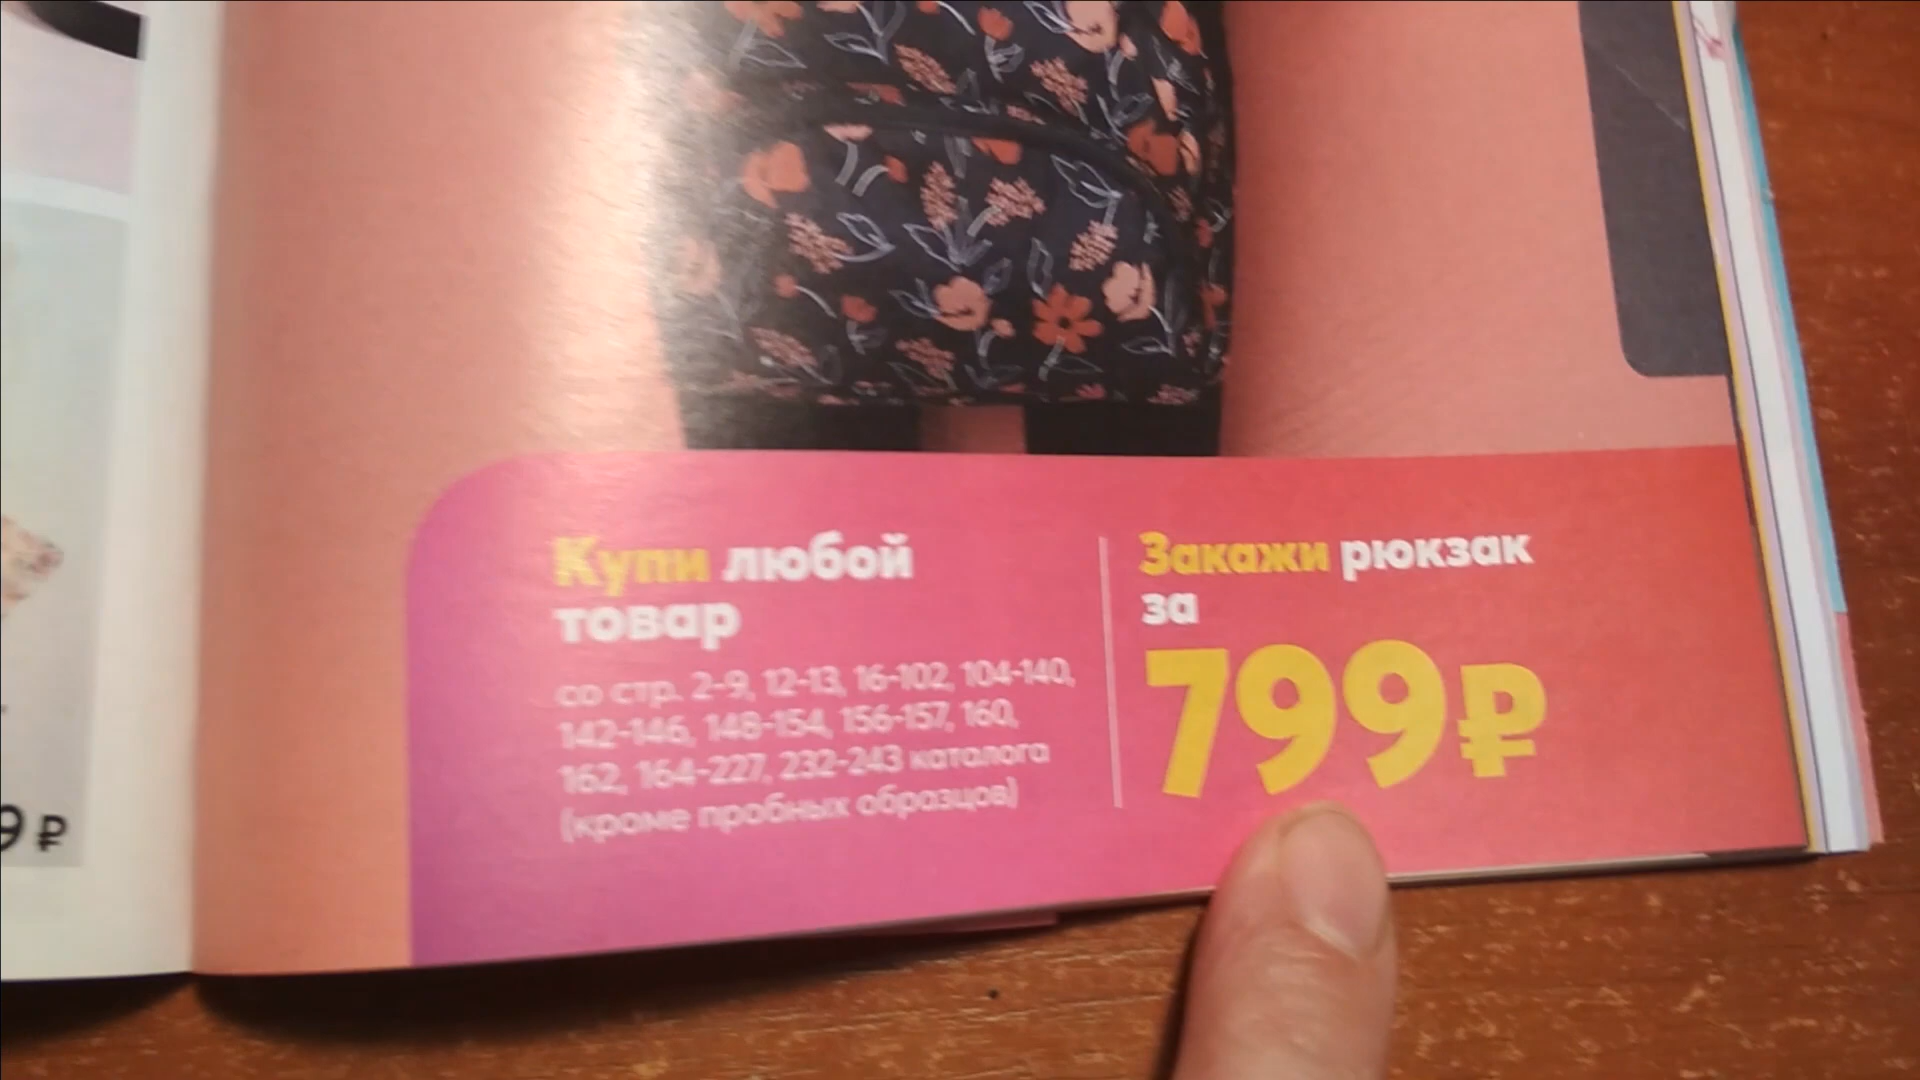 Купи любой
товар
со стр. 2-9, 12-13, 16-102, 104-140,
142-146, 148-154, 156-157, 160,
162, 164-227, 232-243 каталога
(кроме пробных образцов)
Закажи рюкзак
за
799₽
9 ₽